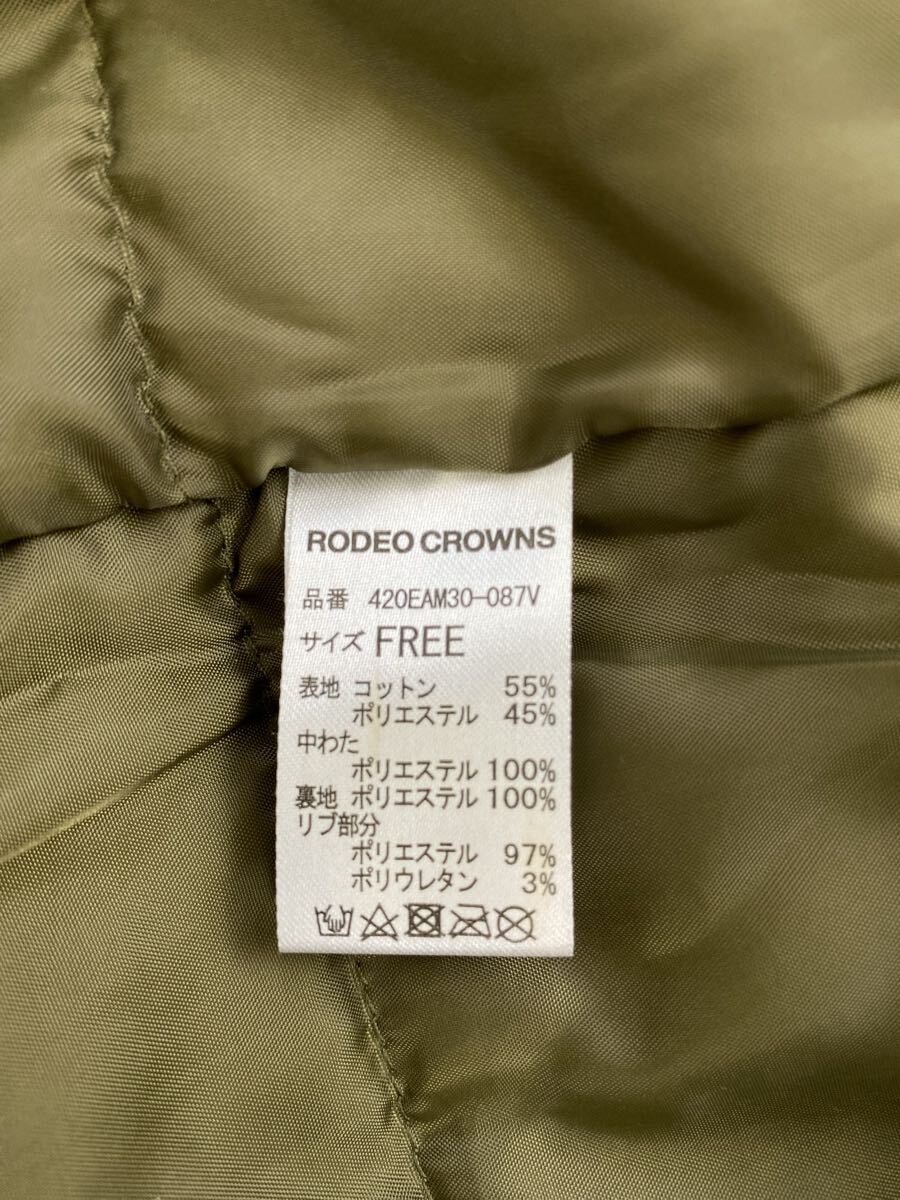 RODEO CROWNS
品番 420EAM30-087V
サイズ FREE
表地 コットン 55%
ポリエステル 45%
中わた
ポリエステル 100%
裏地 ポリエステル 100%
リブ部分
ポリエステル 97%
ポリウレタン 3%